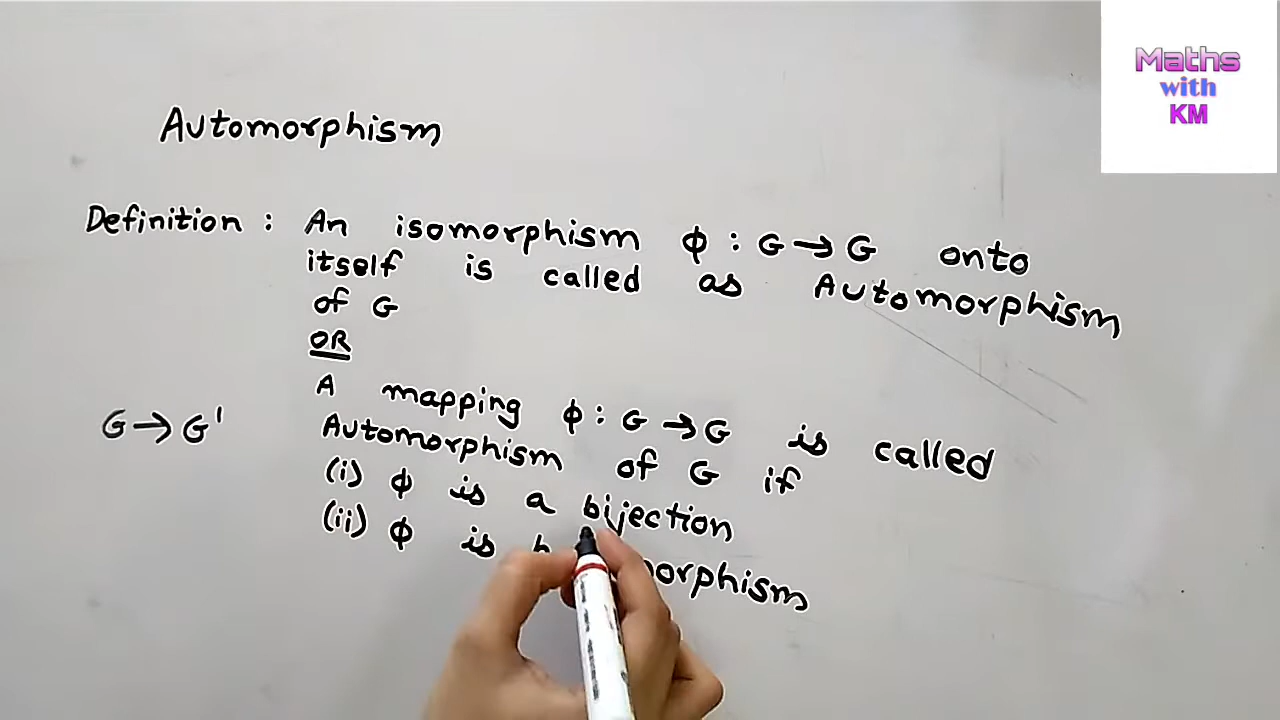 Maths
with
KM
Automorphism
Definition : An isomorphism ϕ : G → G onto
itself is called as Automorphism
of G
OR
A mapping ϕ : G → G is called
Automorphism of G if
(i) ϕ is a bijection
(ii) ϕ is
G → G'